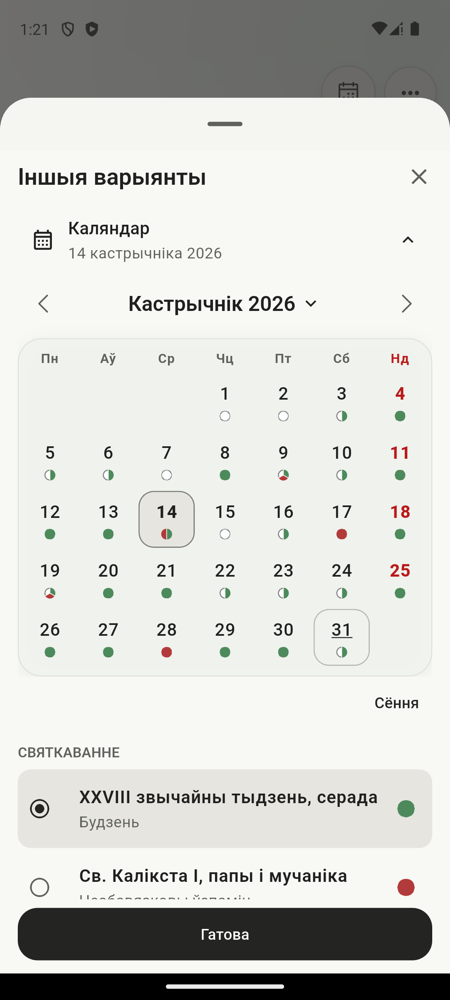 1:21
Іншыя варыянты
Каляндар
14 кастрычніка 2026
Кастрычнік 2026
Пн Аў Ср Чц Пт Сб Нд
1 2 3 4
5 6 7 8 9 10 11
12 13 14 15 16 17 18
19 20 21 22 23 24 25
26 27 28 29 30 31
Сёння
СВЯТКАВАННЕ
XXVIII звычайны тыдзень, серада
Будзень
Св. Калікста I, папы і мучаніка
Гатова